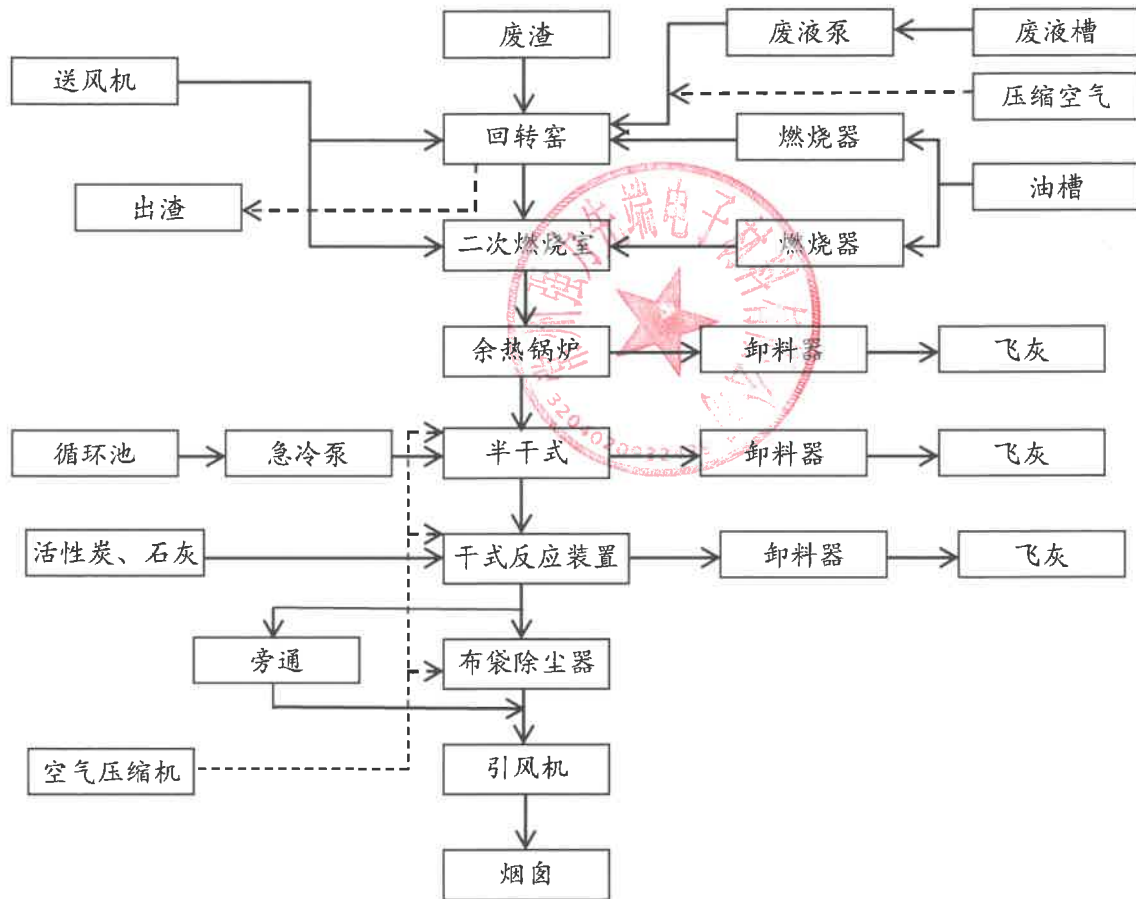 废渣
废液泵
废液槽
送风机
压缩空气
回转窑
燃烧器
油槽
出渣
二次燃烧室
燃烧器
余热锅炉
卸料器
飞灰
循环池
急冷泵
半干式
卸料器
飞灰
活性炭、石灰
干式反应装置
卸料器
飞灰
旁通
布袋除尘器
空气压缩机
引风机
烟囱